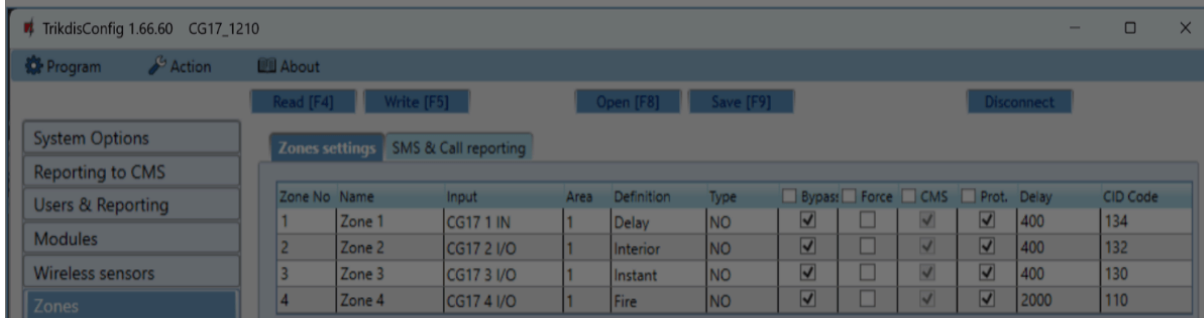 TrikdisConfig 1.66.60 CG17_1210
Program Action About
Read [F4] Write [F5] Open [F8] Save [F9] Disconnect
System Options
Reporting to CMS
Users & Reporting
Modules
Wireless sensors
Zones
Zones settings SMS & Call reporting
Zone No Name Input Area Definition Type Bypas: Force CMS Prot. Delay CID Code
1 Zone 1 CG17 1 IN 1 Delay NO 400 134
2 Zone 2 CG17 2 I/O 1 Interior NO 400 132
3 Zone 3 CG17 3 I/O 1 Instant NO 400 130
4 Zone 4 CG17 4 I/O 1 Fire NO 2000 110